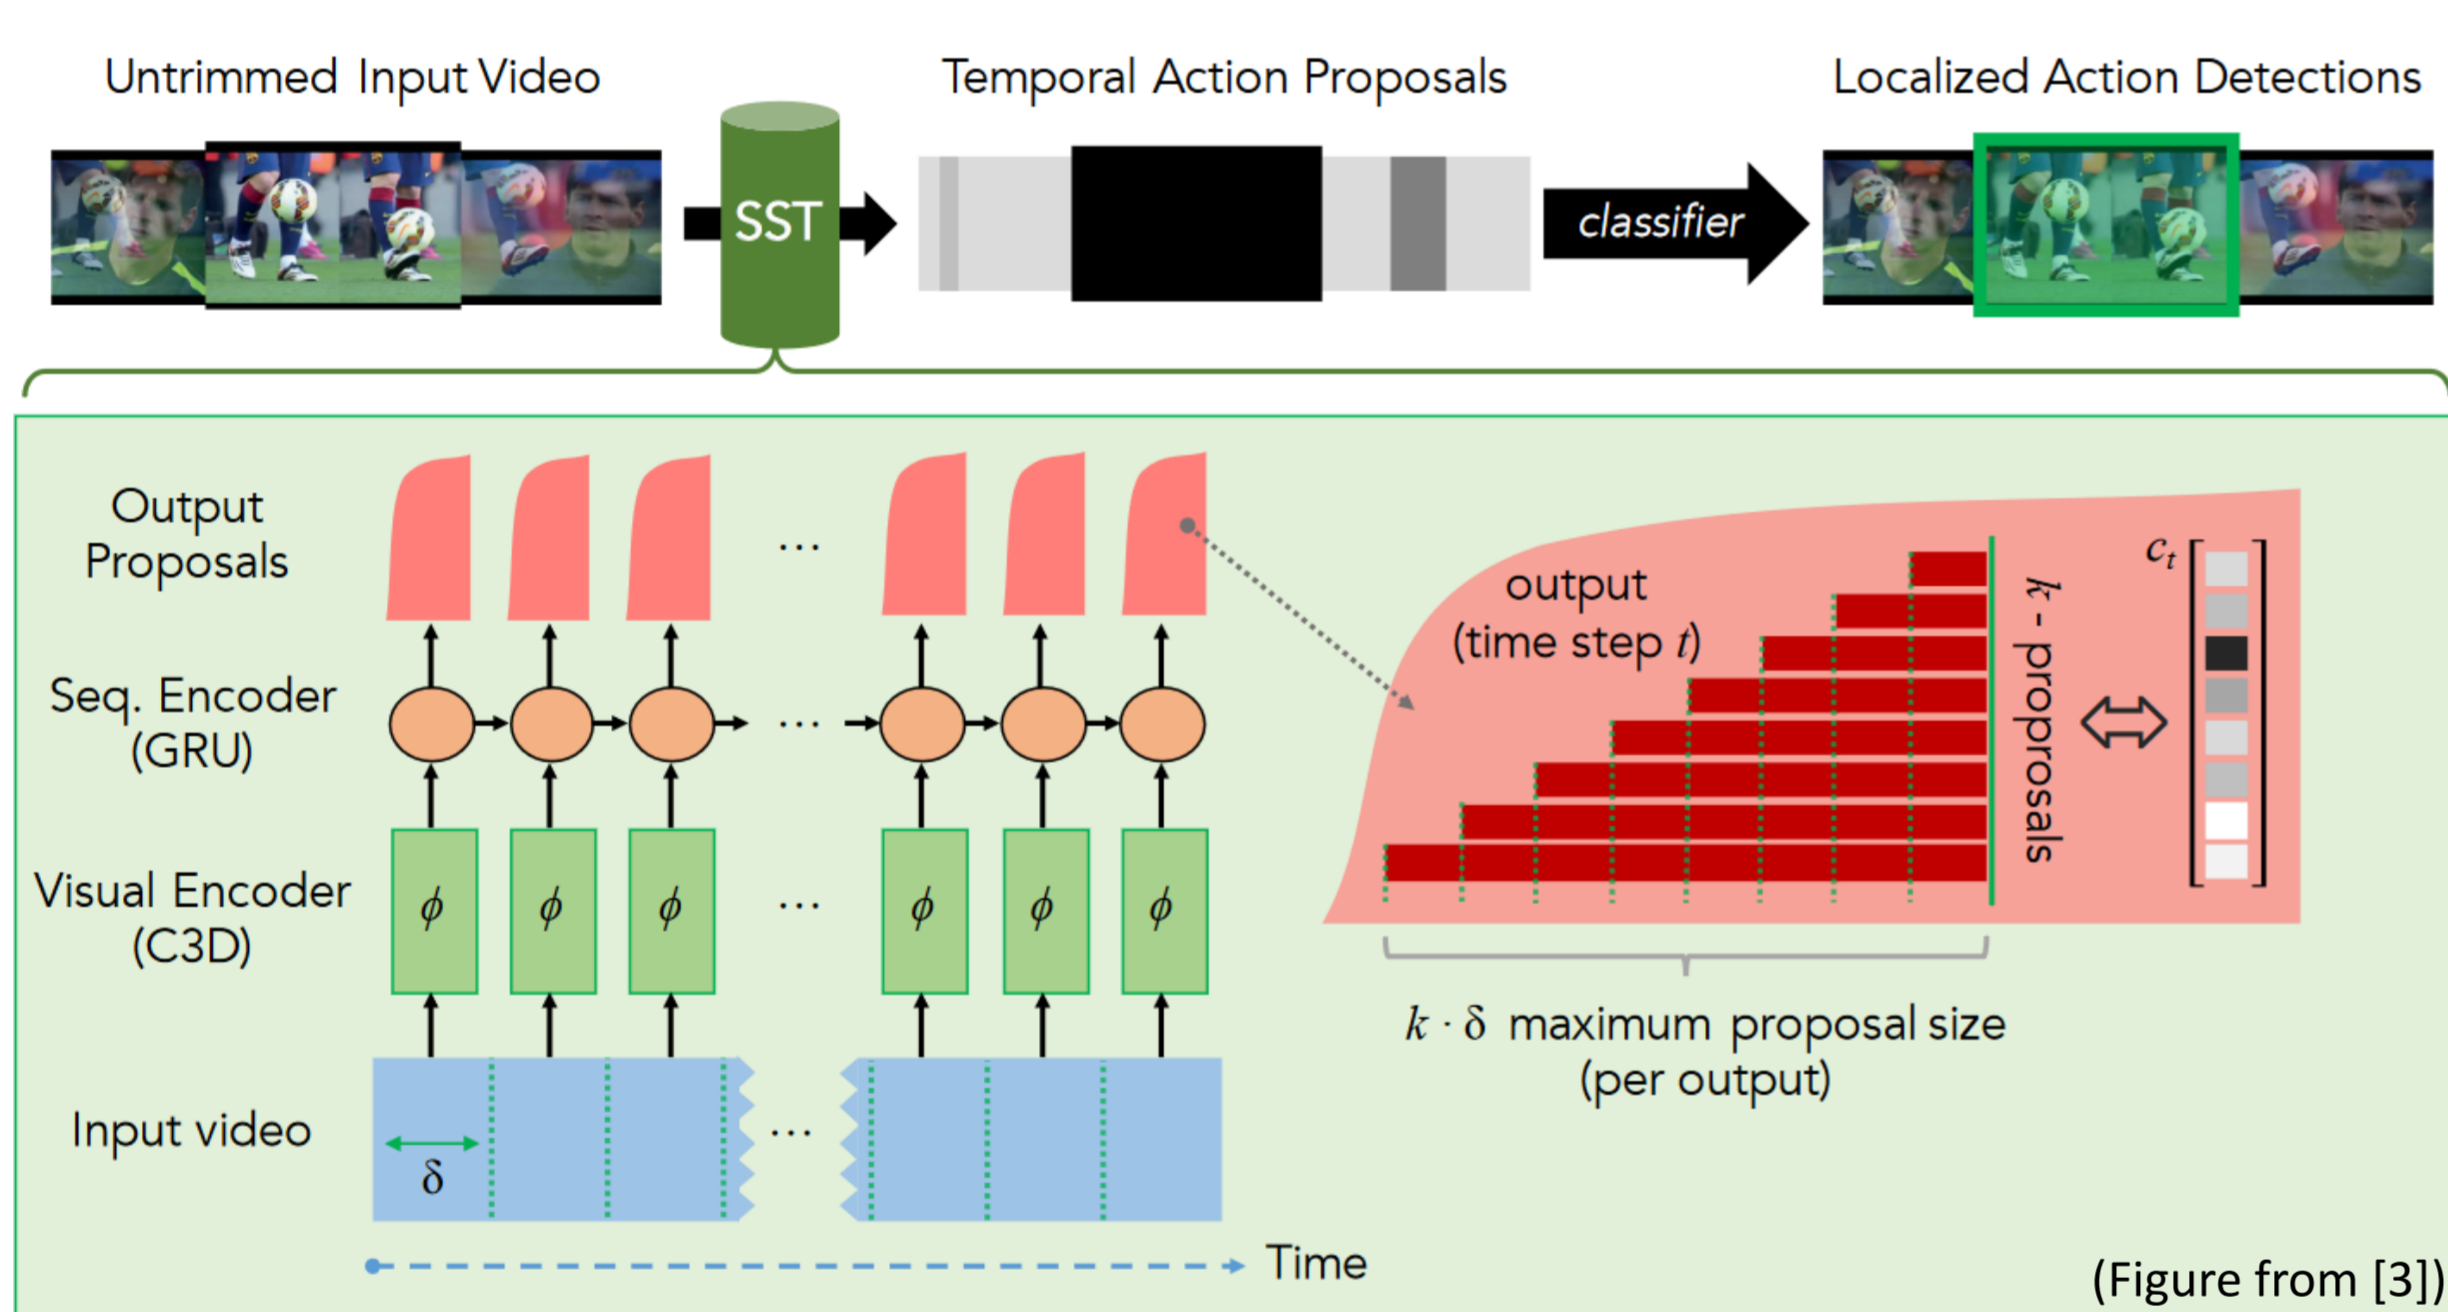 Untrimmed Input Video
Temporal Action Proposals
Localized Action Detections
SST
classifier
Output
Proposals
...
output
(time step t)
k - proprosals
c_t
Seq. Encoder
(GRU)
...
Visual Encoder
(C3D)
ϕ ϕ ϕ ... ϕ ϕ ϕ
k · δ maximum proposal size
(per output)
Input video
...
δ
Time
(Figure from [3])